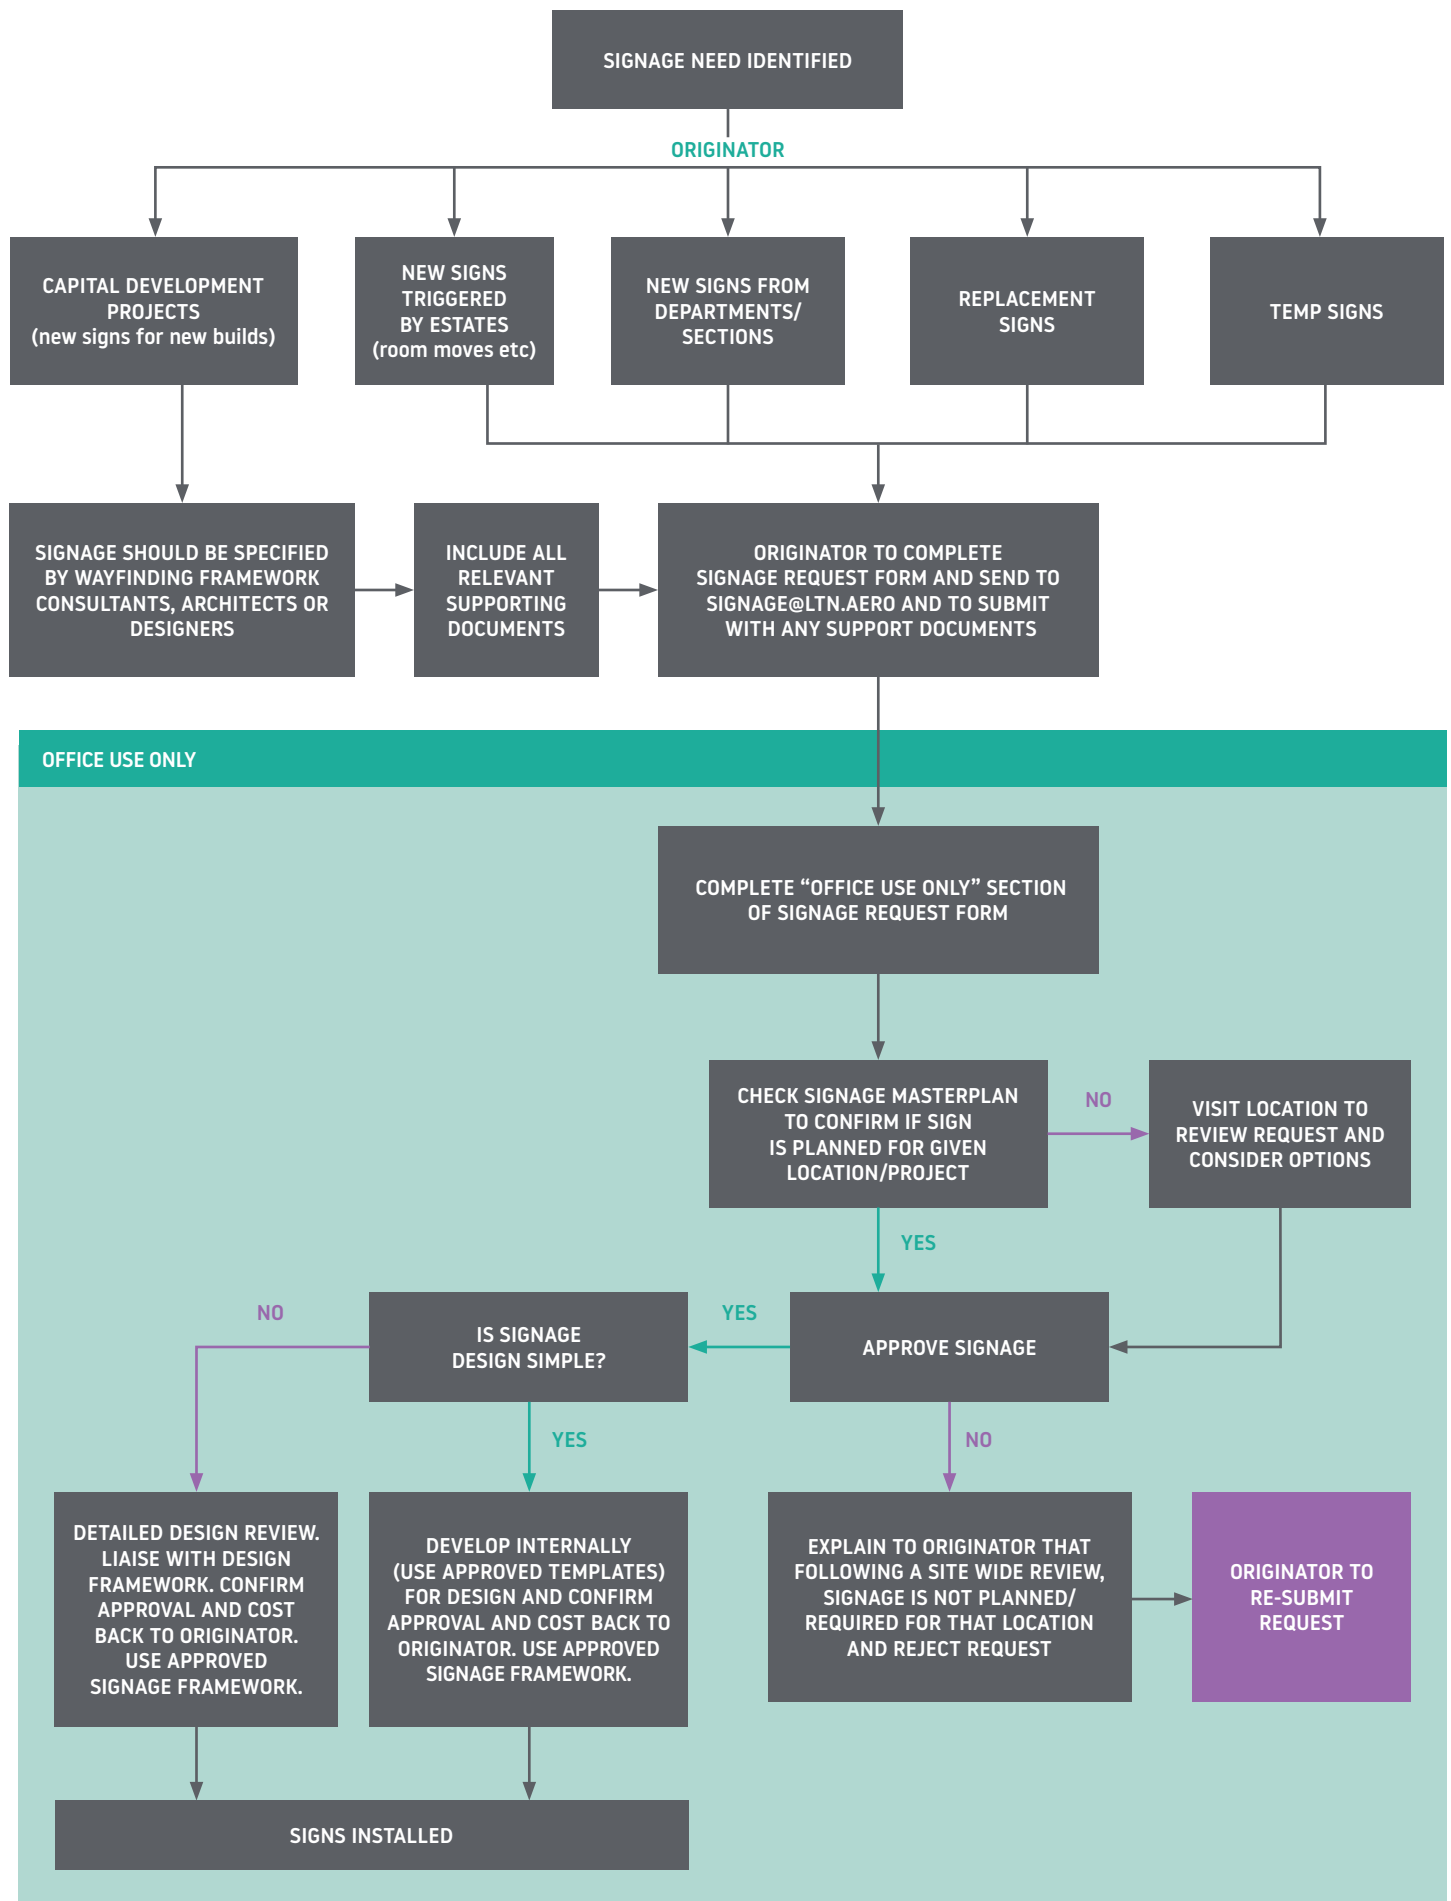 SIGNAGE NEED IDENTIFIED
ORIGINATOR
CAPITAL DEVELOPMENT
PROJECTS
(new signs for new builds)
NEW SIGNS
TRIGGERED
BY ESTATES
(room moves etc)
NEW SIGNS FROM
DEPARTMENTS/
SECTIONS
REPLACEMENT
SIGNS
TEMP SIGNS
SIGNAGE SHOULD BE SPECIFIED
BY WAYFINDING FRAMEWORK
CONSULTANTS, ARCHITECTS OR
DESIGNERS
INCLUDE ALL
RELEVANT
SUPPORTING
DOCUMENTS
ORIGINATOR TO COMPLETE
SIGNAGE REQUEST FORM AND SEND TO
SIGNAGE@LTN.AERO AND TO SUBMIT
WITH ANY SUPPORT DOCUMENTS
OFFICE USE ONLY
COMPLETE “OFFICE USE ONLY” SECTION
OF SIGNAGE REQUEST FORM
CHECK SIGNAGE MASTERPLAN
TO CONFIRM IF SIGN
IS PLANNED FOR GIVEN
LOCATION/PROJECT
NO
VISIT LOCATION TO
REVIEW REQUEST AND
CONSIDER OPTIONS
YES
NO
IS SIGNAGE
DESIGN SIMPLE?
YES
APPROVE SIGNAGE
YES
NO
DETAILED DESIGN REVIEW.
LIAISE WITH DESIGN
FRAMEWORK. CONFIRM
APPROVAL AND COST
BACK TO ORIGINATOR.
USE APPROVED
SIGNAGE FRAMEWORK.
DEVELOP INTERNALLY
(USE APPROVED TEMPLATES)
FOR DESIGN AND CONFIRM
APPROVAL AND COST BACK TO
ORIGINATOR. USE APPROVED
SIGNAGE FRAMEWORK.
EXPLAIN TO ORIGINATOR THAT
FOLLOWING A SITE WIDE REVIEW,
SIGNAGE IS NOT PLANNED/
REQUIRED FOR THAT LOCATION
AND REJECT REQUEST
ORIGINATOR TO
RE-SUBMIT
REQUEST
SIGNS INSTALLED